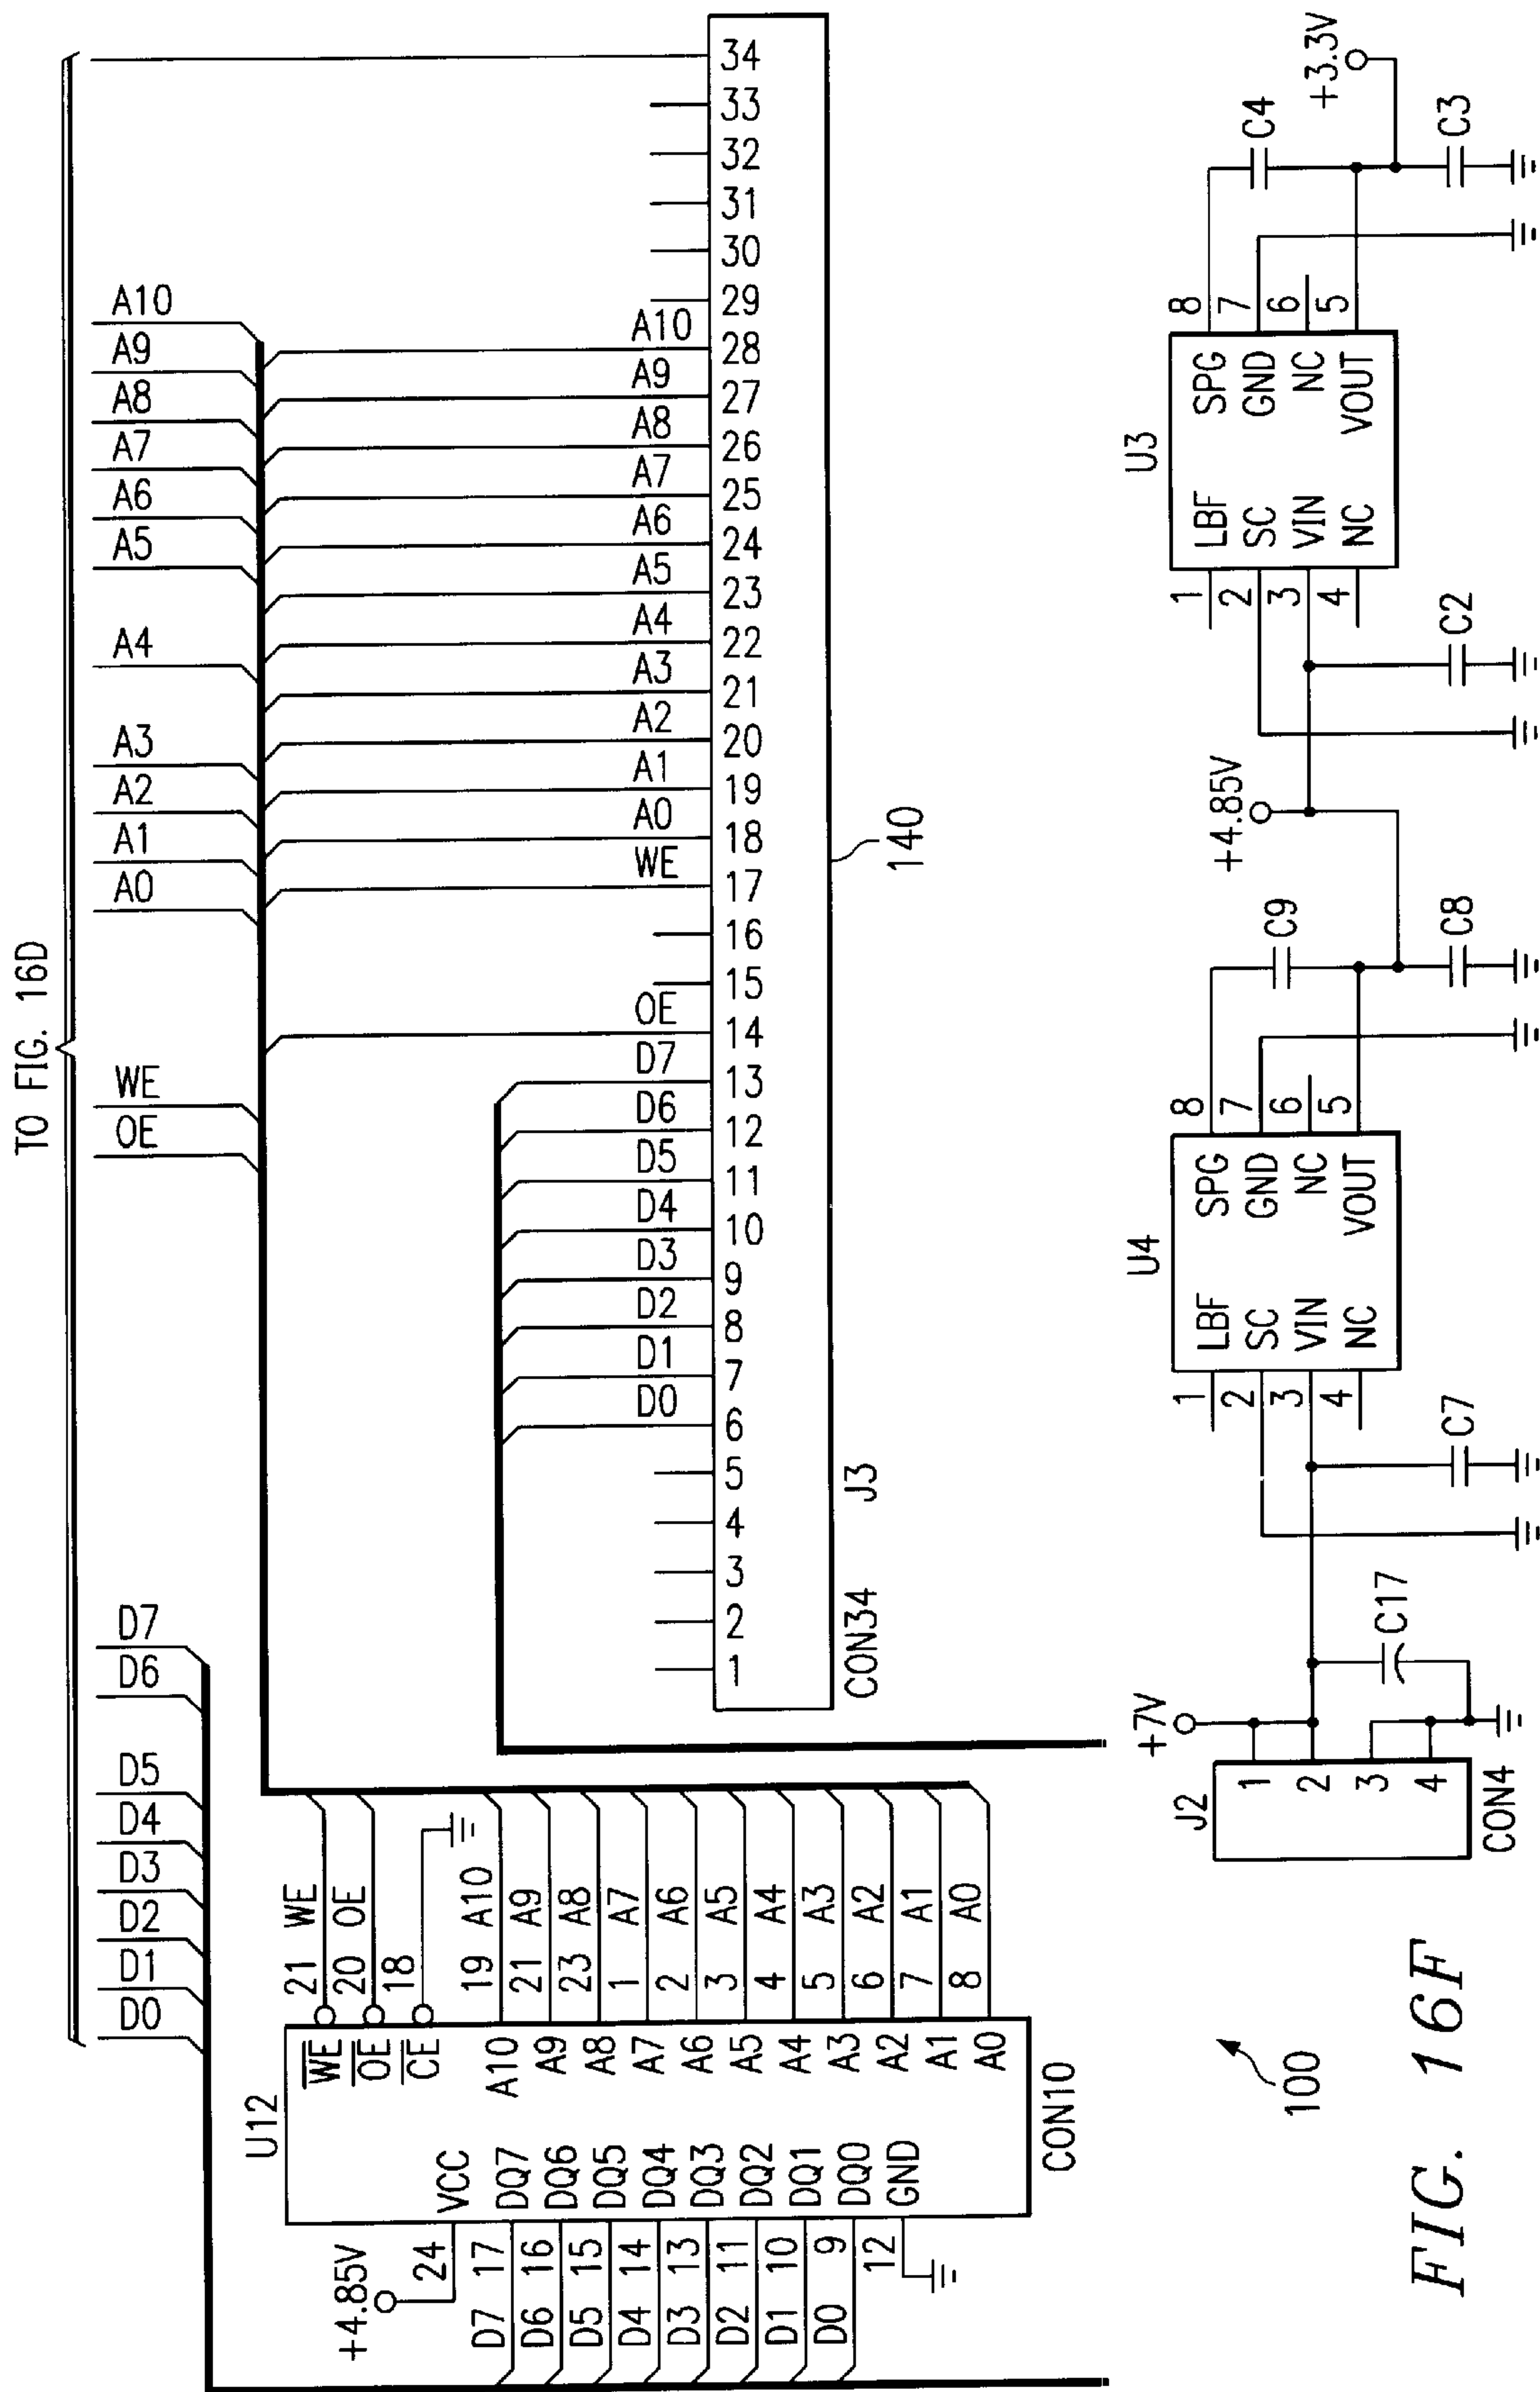 TO FIG. 16D
D0 D1 D2 D3 D4 D5 D6 D7 OE WE A0 A1 A2 A3 A4 A5 A6 A7 A8 A9 A10
U12
+4.85V
24 VCC
D7 17 DQ7
D6 16 DQ6
D5 15 DQ5
D4 14 DQ4
D3 13 DQ3
D2 11 DQ2
D1 10 DQ1
D0 9 DQ0
12 GND
WE 21 WE
OE 20 OE
CE 18
A10 19 A10
A9 21 A9
A8 23 A8
A7 1 A7
A6 2 A6
A5 3 A5
A4 4 A4
A3 5 A3
A2 6 A2
A1 7 A1
A0 8 A0
CON10
D0 D1 D2 D3 D4 D5 D6 D7 OE WE A0 A1 A2 A3 A4 A5 A6 A7 A8 A9 A10
1 2 3 4 5 6 7 8 9 10 11 12 13 14 15 16 17 18 19 20 21 22 23 24 25 26 27 28 29 30 31 32 33 34
CON34 J3
140
J2
+7V
1
2
3
4
CON4
C17
C7
U4
1 LBF SPG 8
2 SC GND 7
3 VIN NC 6
4 NC VOUT 5
C9
C8
+4.85V
C2
U3
1 LBF SPG 8
2 SC GND 7
3 VIN NC 6
4 NC VOUT 5
C4
C3
+3.3V
100
FIG. 16F